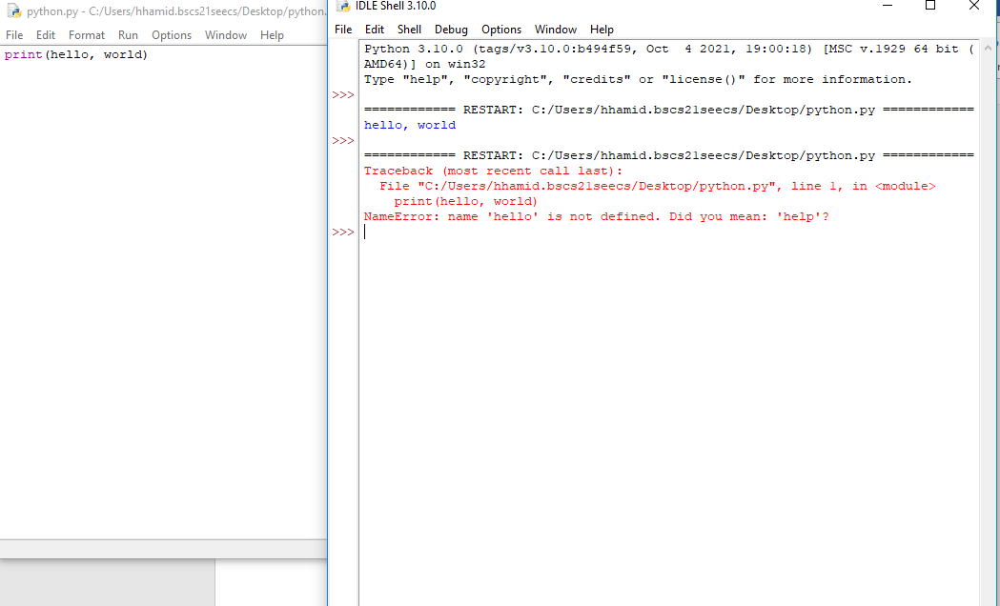 python.py - C:/Users/hhamid.bscs21seecs/Desktop/python.
File Edit Format Run Options Window Help
print(hello, world)
IDLE Shell 3.10.0
File Edit Shell Debug Options Window Help
Python 3.10.0 (tags/v3.10.0:b494f59, Oct  4 2021, 19:00:18) [MSC v.1929 64 bit (
AMD64)] on win32
Type "help", "copyright", "credits" or "license()" for more information.
>>>
============ RESTART: C:/Users/hhamid.bscs21seecs/Desktop/python.py ============
hello, world
>>>
============ RESTART: C:/Users/hhamid.bscs21seecs/Desktop/python.py ============
Traceback (most recent call last):
  File "C:/Users/hhamid.bscs21seecs/Desktop/python.py", line 1, in <module>
    print(hello, world)
NameError: name 'hello' is not defined. Did you mean: 'help'?
>>>